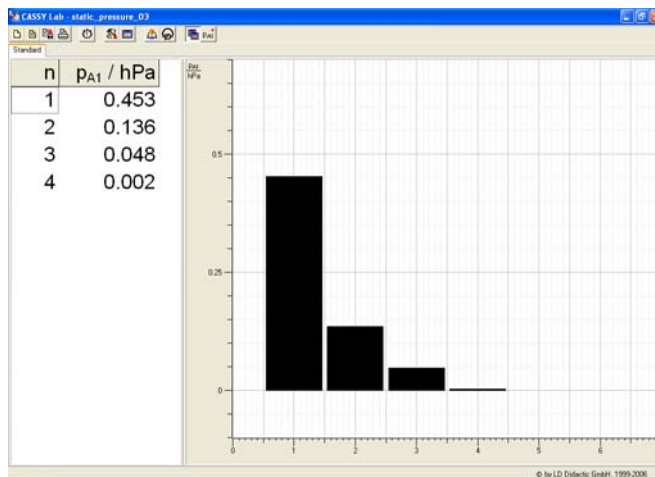 CASSY Lab - static_pressure_03
Standard
n pA1 / hPa
1 0.453
2 0.136
3 0.048
4 0.002
hPa
0.5
0.25
0
0 1 2 3 4 5 6
© by LD Didactic GmbH, 1999-2006